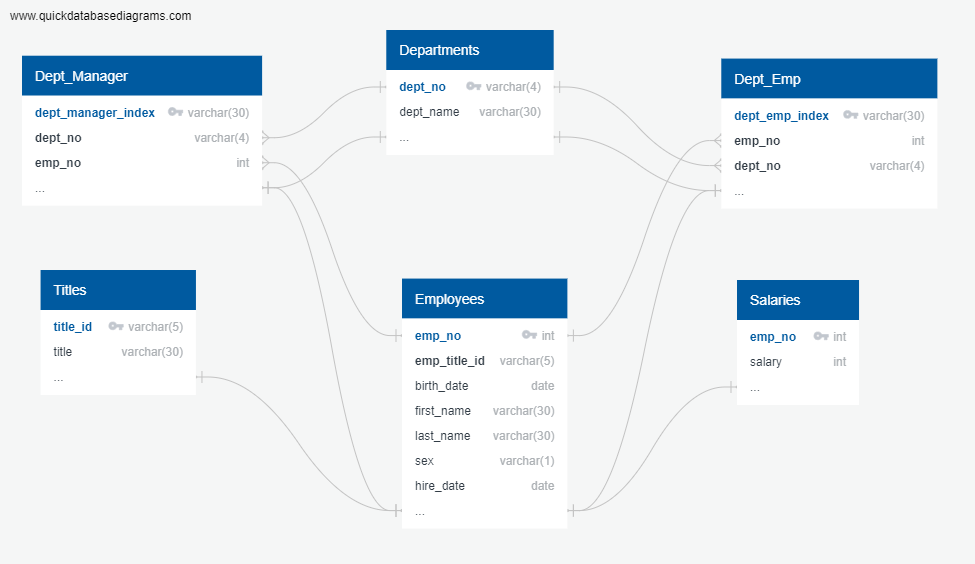 www.quickdatabasediagrams.com
Dept_Manager
dept_manager_index varchar(30)
dept_no varchar(4)
emp_no int
...
Departments
dept_no varchar(4)
dept_name varchar(30)
...
Dept_Emp
dept_emp_index varchar(30)
emp_no int
dept_no varchar(4)
...
Titles
title_id varchar(5)
title varchar(30)
...
Employees
emp_no int
emp_title_id varchar(5)
birth_date date
first_name varchar(30)
last_name varchar(30)
sex varchar(1)
hire_date date
...
Salaries
emp_no int
salary int
...